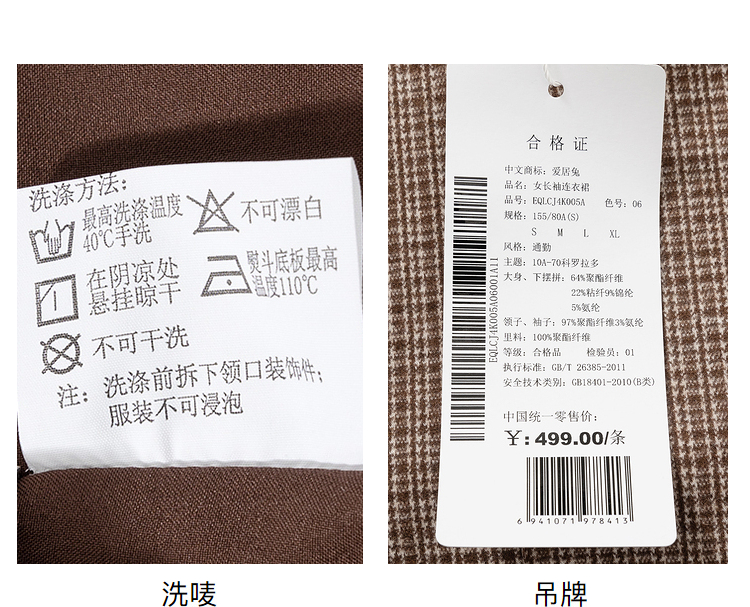 洗涤方法:
最高洗涤温度
40℃手洗
不可漂白
在阴凉处
悬挂晾干
熨斗底板最高
温度110℃
不可干洗
注: 洗涤前拆下领口装饰件;
服装不可浸泡
洗唛
合格证
中文商标: 爱居兔
品名: 女长袖连衣裙
品号: EQLCJ4K005A 色号: 06
规格: 155/80A(S)
S M L XL
风格: 通勤
主题: 10A-70科罗拉多
大身、下摆拼: 64%聚酯纤维
22%粘纤9%锦纶
5%氨纶
领子、袖子: 97%聚酯纤维3%氨纶
里料: 100%聚酯纤维
等级: 合格品 检验员: 01
执行标准: GB/T 26385-2011
安全技术类别: GB18401-2010(B类)
EQLCJ4K005A06001A11
中国统一零售价:
¥: 499.00/条
6 941071 978413
吊牌